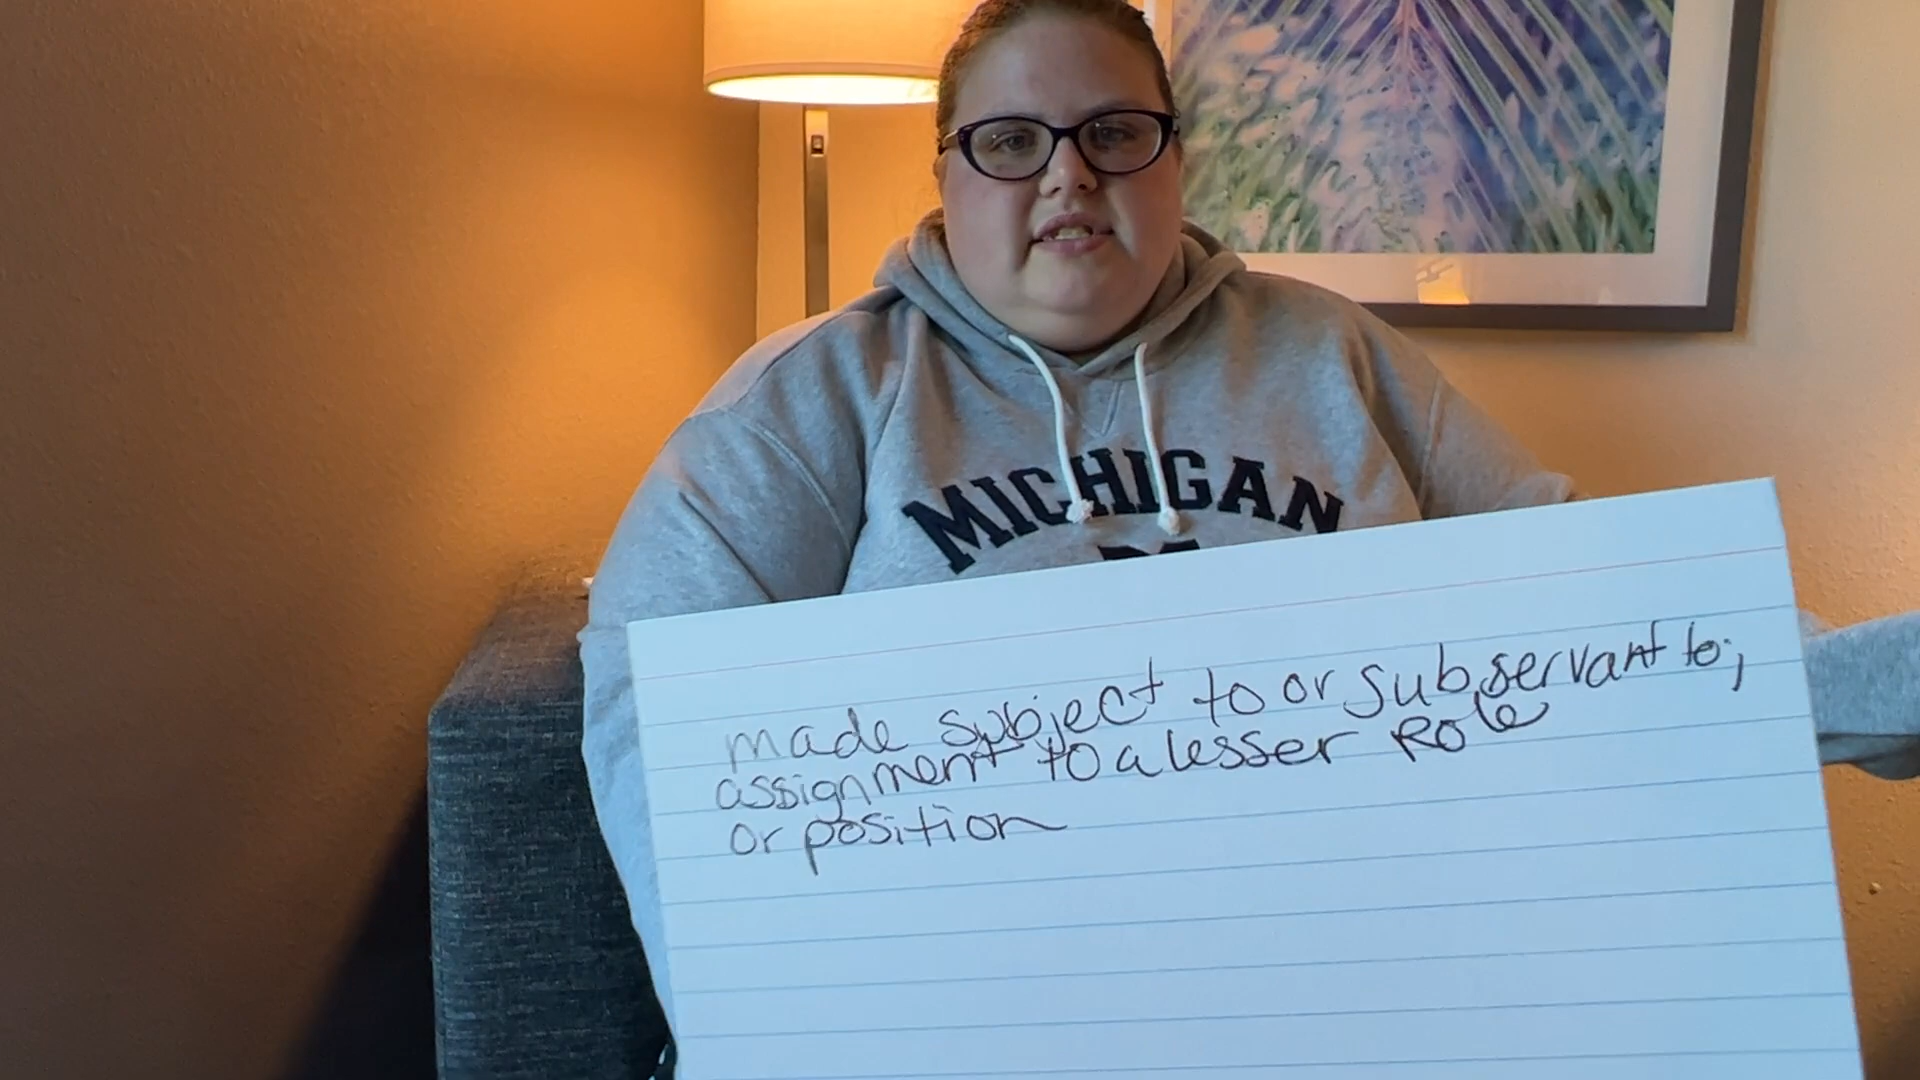 MICHIGAN
made subject to or subservant to;
assignment to a lesser Role
or position